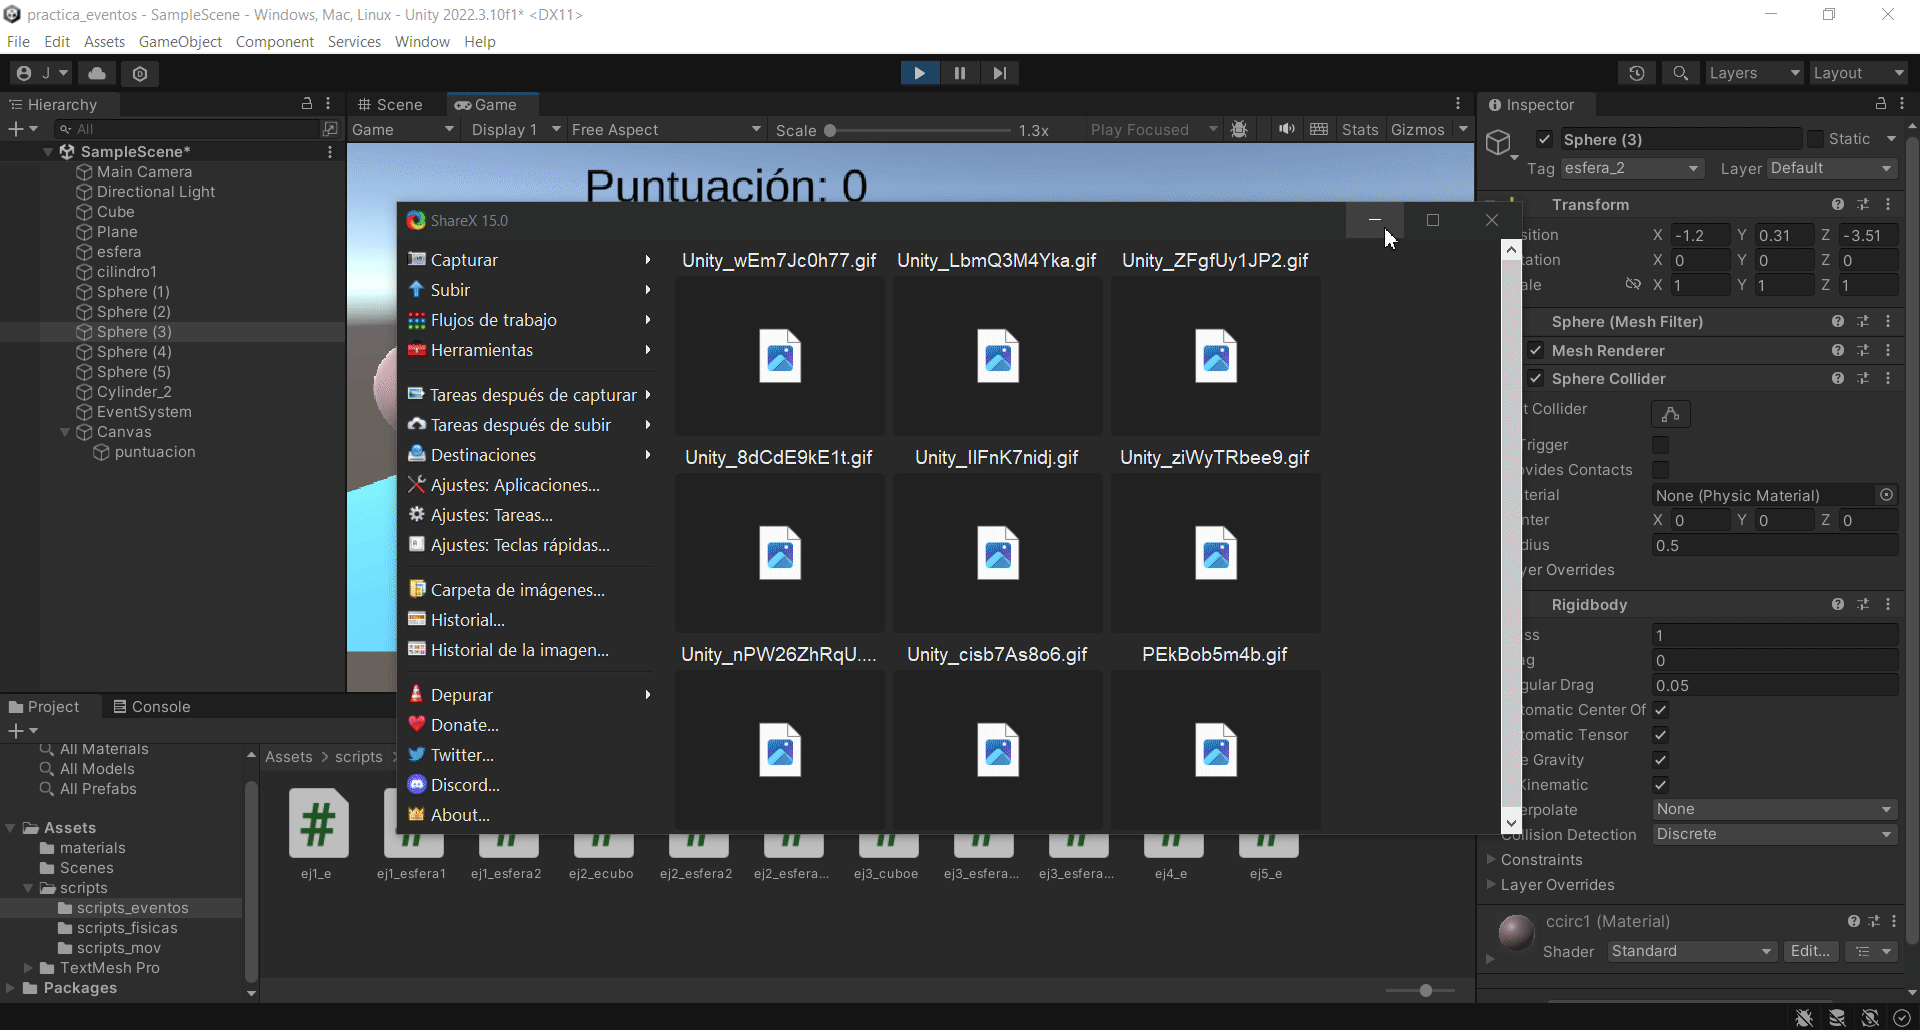 practica_eventos - SampleScene - Windows, Mac, Linux - Unity 2022.3.10f1* <DX11>
File Edit Assets GameObject Component Services Window Help
J Layers Layout
Hierarchy
All
SampleScene*
Main Camera
Directional Light
Cube
Plane
esfera
cilindro1
Sphere (1)
Sphere (2)
Sphere (3)
Sphere (4)
Sphere (5)
Cylinder_2
EventSystem
Canvas
puntuacion
Scene Game
Game Display 1 Free Aspect Scale 1.3x Play Focused Stats Gizmos
Puntuación: 0
ShareX 15.0
Capturar
Subir
Flujos de trabajo
Herramientas
Tareas después de capturar
Tareas después de subir
Destinaciones
Ajustes: Aplicaciones...
Ajustes: Tareas...
Ajustes: Teclas rápidas...
Carpeta de imágenes...
Historial...
Historial de la imagen...
Depurar
Donate...
Twitter...
Discord...
About...
Unity_wEm7Jc0h77.gif Unity_LbmQ3M4Yka.gif Unity_ZFgfUy1JP2.gif
Unity_8dCdE9kE1t.gif Unity_IIFnK7nidj.gif Unity_ziWyTRbee9.gif
Unity_nPW26ZhRqU.... Unity_cisb7As8o6.gif PEkBob5m4b.gif
Inspector
Sphere (3) Static
Tag esfera_2 Layer Default
Transform
sition X -1.2 Y 0.31 Z -3.51
ation X 0 Y 0 Z 0
ale X 1 Y 1 Z 1
Sphere (Mesh Filter)
Mesh Renderer
Sphere Collider
t Collider
Trigger
vides Contacts
terial None (Physic Material)
nter X 0 Y 0 Z 0
dius 0.5
yer Overrides
Rigidbody
ss 1
g 0
gular Drag 0.05
tomatic Center Of
tomatic Tensor
e Gravity
Kinematic
erpolate None
ollision Detection Discrete
Constraints
Layer Overrides
ccirc1 (Material)
Shader Standard Edit...
Project Console
All Materials
All Models
All Prefabs
Assets
materials
Scenes
scripts
scripts_eventos
scripts_fisicas
scripts_mov
TextMesh Pro
Packages
Assets > scripts >
ej1_e ej1_esfera1 ej1_esfera2 ej2_ecubo ej2_esfera2 ej2_esfera... ej3_cuboe ej3_esfera... ej3_esfera... ej4_e ej5_e